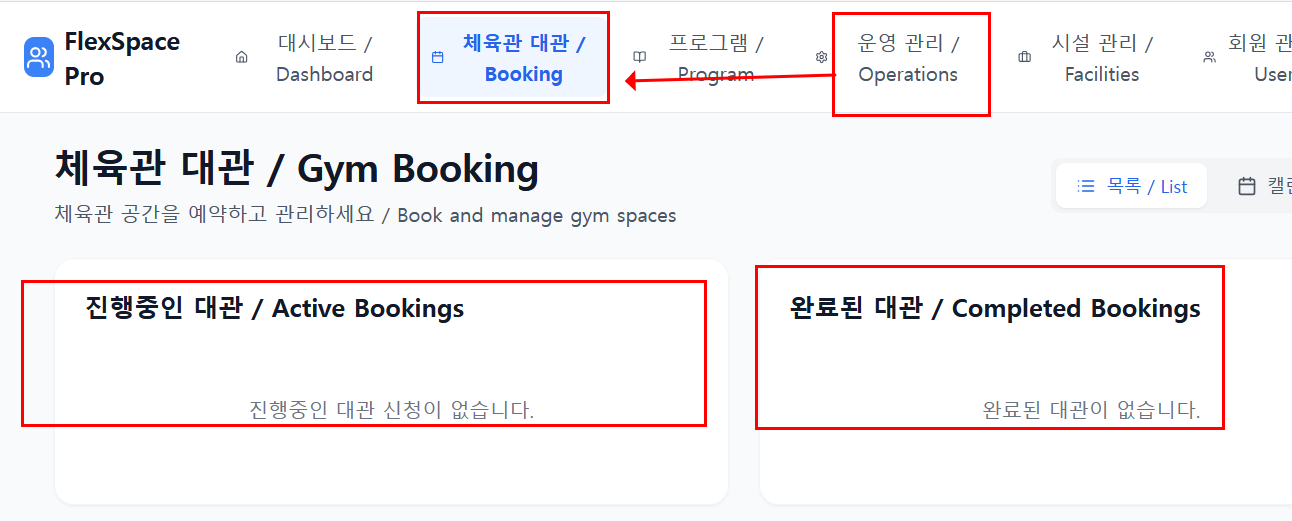 FlexSpace
Pro
대시보드 /
Dashboard
체육관 대관 /
Booking
프로그램 /
Program
운영 관리 /
Operations
시설 관리 /
Facilities
회원 관
User
체육관 대관 / Gym Booking
체육관 공간을 예약하고 관리하세요 / Book and manage gym spaces
목록 / List
진행중인 대관 / Active Bookings
진행중인 대관 신청이 없습니다.
완료된 대관 / Completed Bookings
완료된 대관이 없습니다.